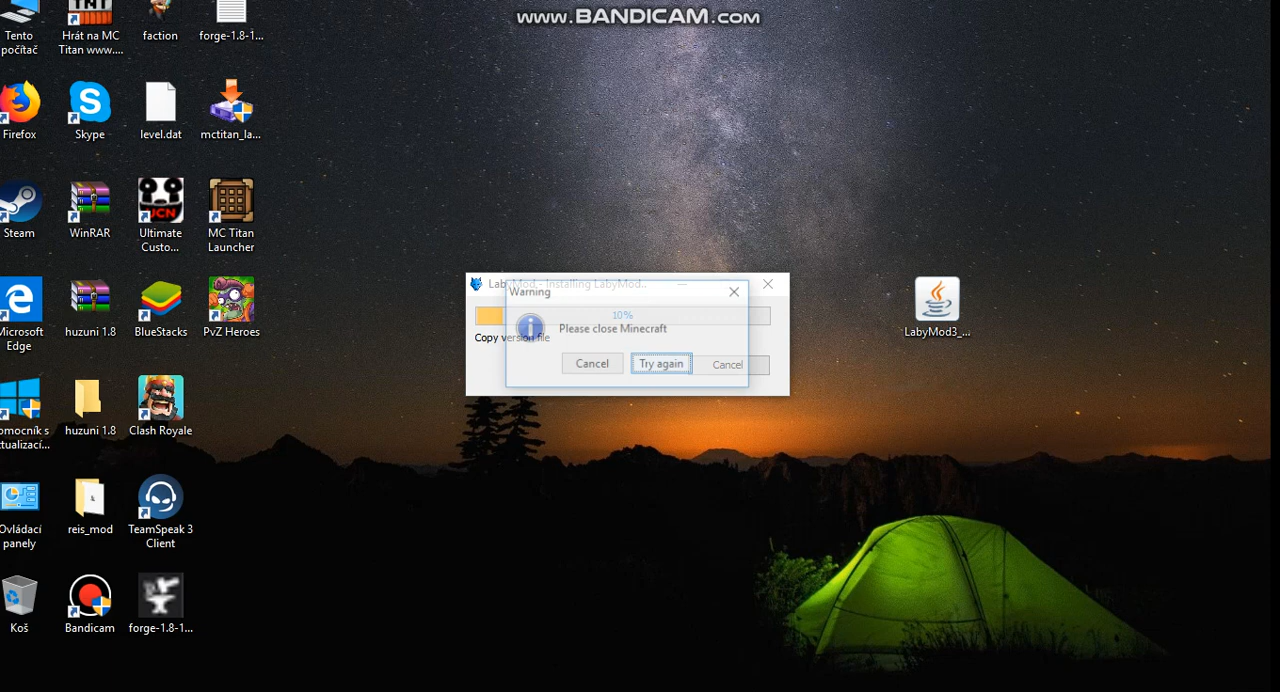 www.BANDICAM.com
Tento
počítač
Hrát na MC
Titan www....
faction
forge-1.8-1...
Firefox
Skype
level.dat
mctitan_la...
Steam
WinRAR
Ultimate
Custo...
MC Titan
Launcher
Microsoft
Edge
huzuni 1.8
BlueStacks
PvZ Heroes
omocník s
ktualizací...
huzuni 1.8
Clash Royale
Ovládací
panely
reis_mod
TeamSpeak 3
Client
Koš
Bandicam
forge-1.8-1...
LabyMod - Installing LabyMod..
Warning
10%
Please close Minecraft
Copy version file
Cancel
Try again
Cancel
LabyMod3_...